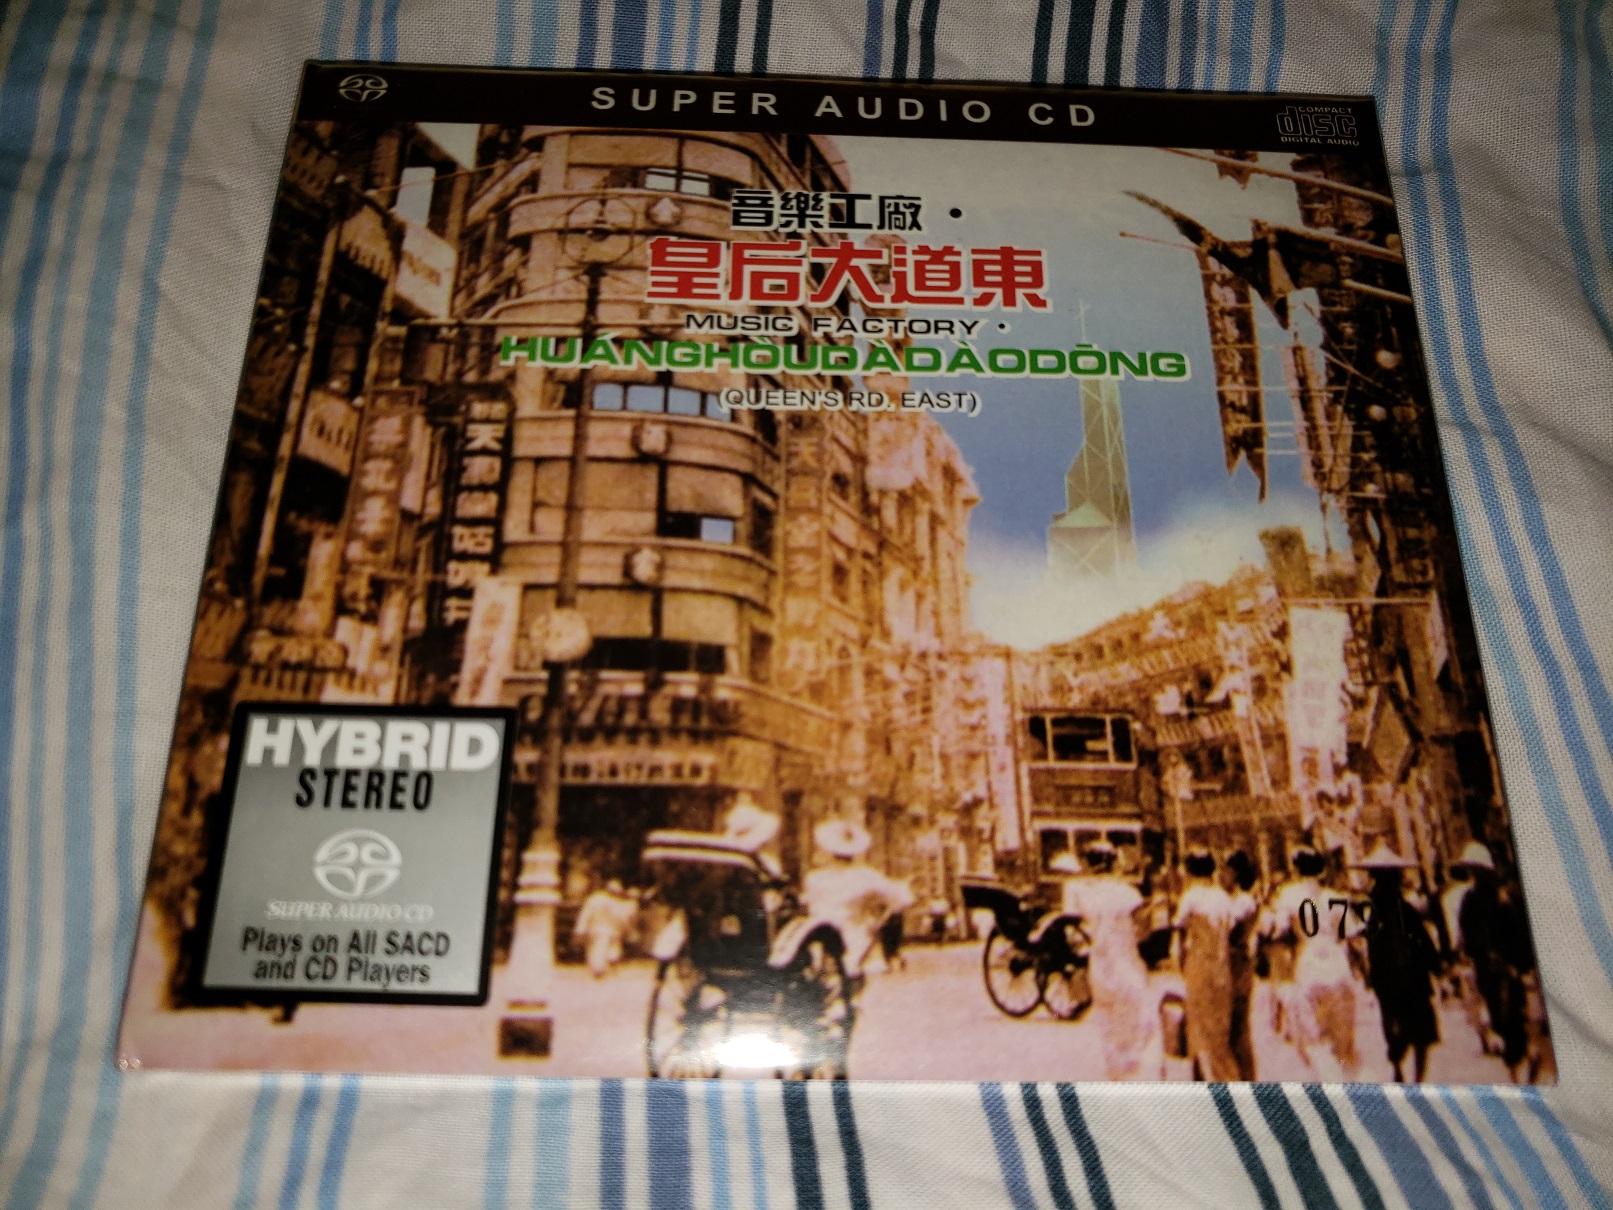 SUPER AUDIO CD
COMPACT
disc
DIGITAL AUDIO
音樂工廠·
皇后大道東
MUSIC FACTORY·
HUÁNGHÒUDÀDÀODŌNG
(QUEEN'S RD. EAST)
HYBRID
STEREO
SUPER AUDIO CD
Plays on All SACD
and CD Players